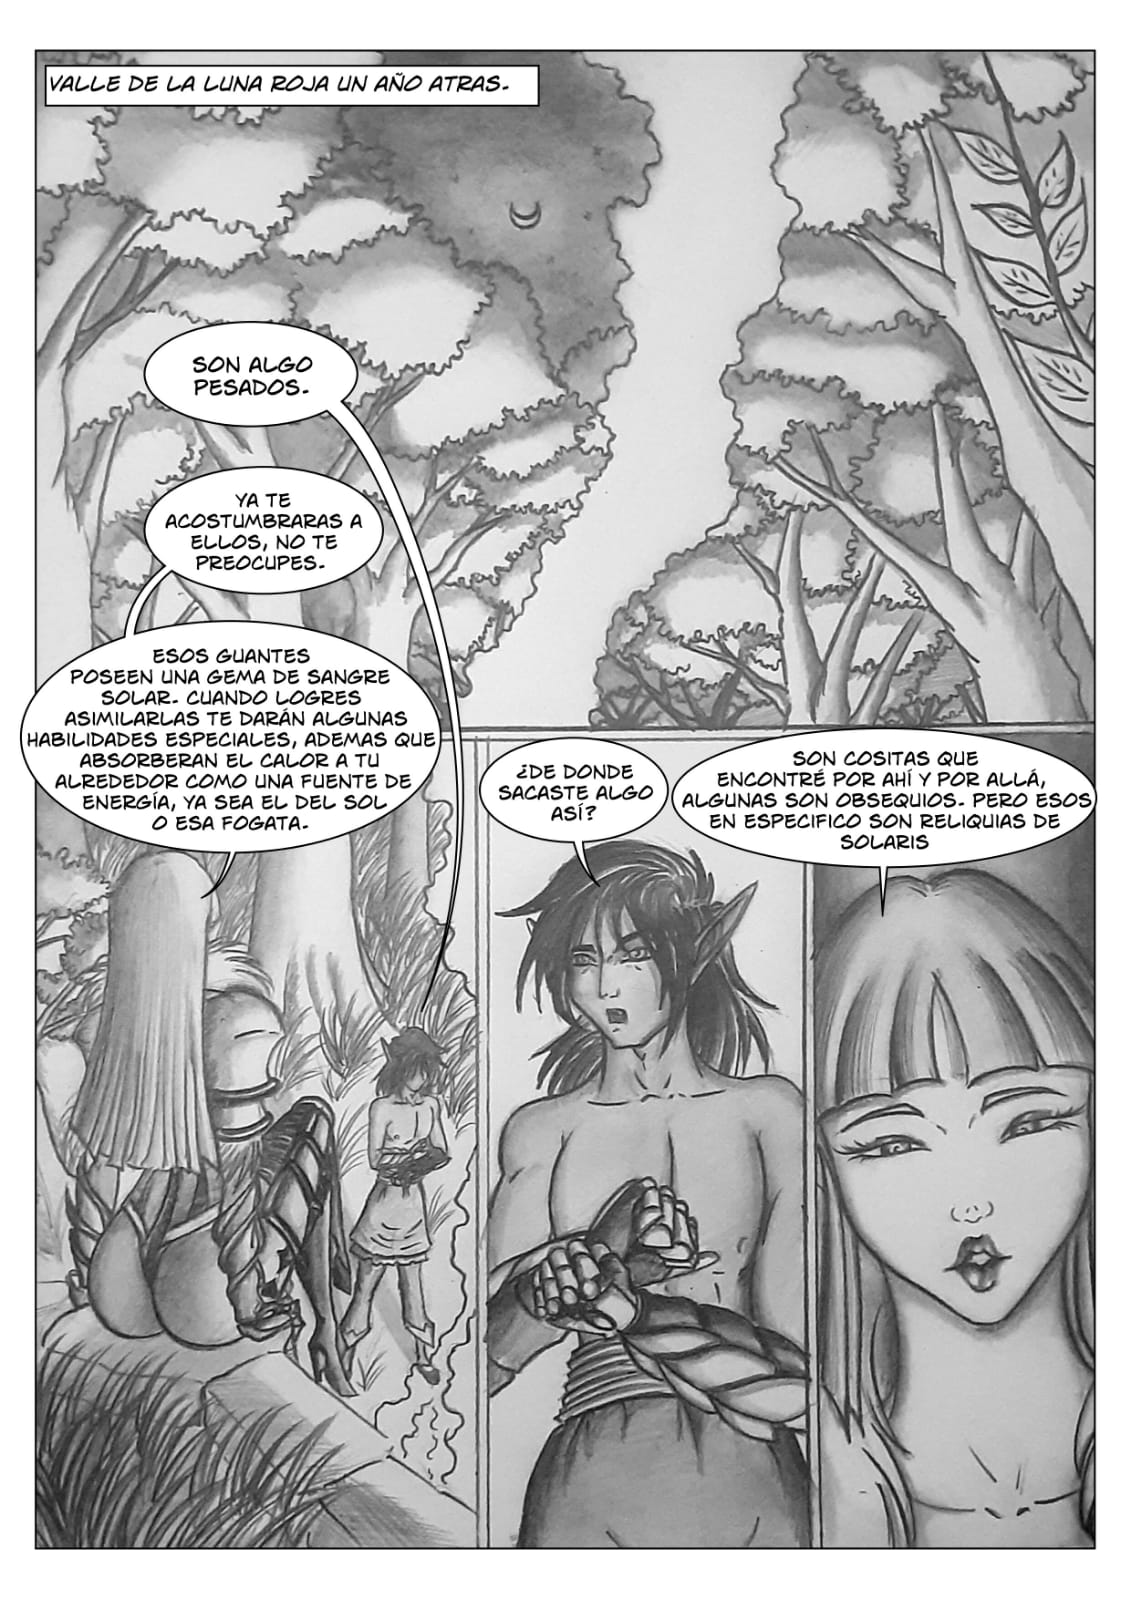 VALLE DE LA LUNA ROJA UN AÑO ATRAS.
SON ALGO
PESADOS.
YA TE
ACOSTUMBRARAS A
ELLOS, NO TE
PREOCUPES.
ESOS GUANTES
POSEEN UNA GEMA DE SANGRE
SOLAR. CUANDO LOGRES
ASIMILARLAS TE DARÁN ALGUNAS
HABILIDADES ESPECIALES, ADEMAS QUE
ABSORBERAN EL CALOR A TU
ALREDEDOR COMO UNA FUENTE DE
ENERGÍA, YA SEA EL DEL SOL
O ESA FOGATA.
¿DE DONDE
SACASTE ALGO
ASÍ?
SON COSITAS QUE
ENCONTRÉ POR AHÍ Y POR ALLÁ,
ALGUNAS SON OBSEQUIOS. PERO ESOS
EN ESPECIFICO SON RELIQUIAS DE
SOLARIS